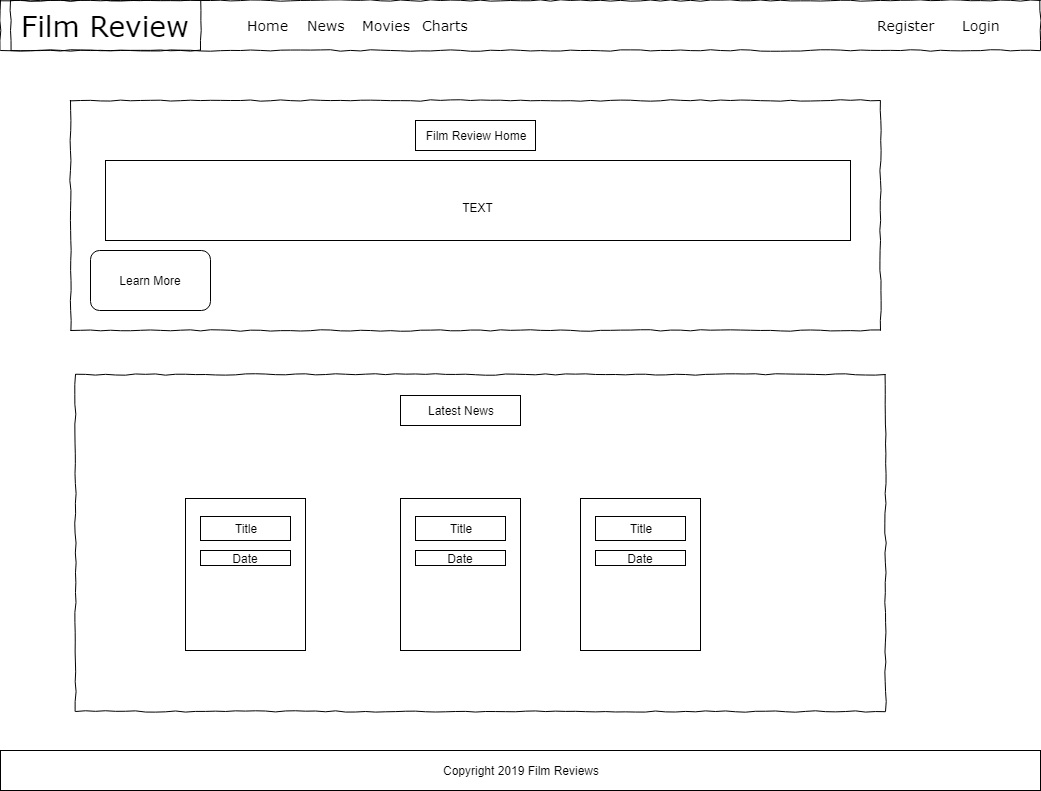 Film Review Home News Movies Charts Register Login
Film Review Home
TEXT
Learn More
Latest News
Title Title Title
Date Date Date
Copyright 2019 Film Reviews